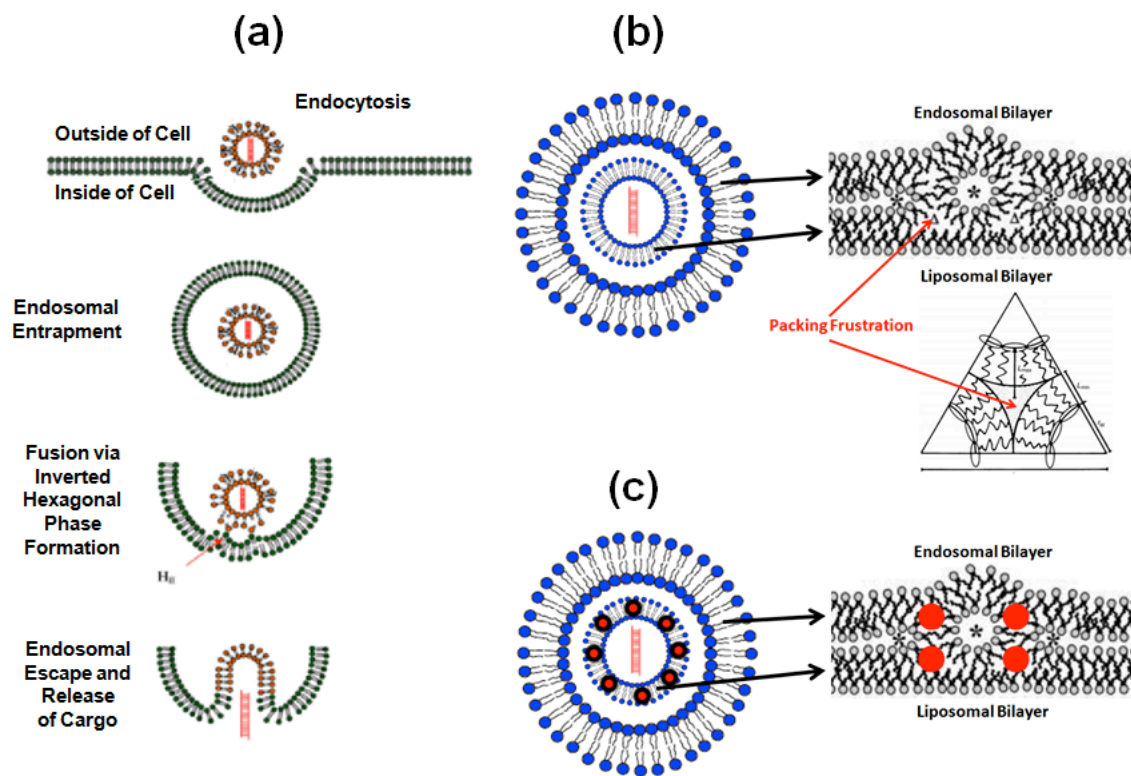 (a)
Endocytosis
Outside of Cell
Inside of Cell
Endosomal
Entrapment
Fusion via
Inverted
Hexagonal
Phase
Formation
H_II
Endosomal
Escape and
Release
of Cargo
(b)
Endosomal Bilayer
*
*
*
Δ
Liposomal Bilayer
Packing Frustration
(c)
Endosomal Bilayer
*
*
*
Liposomal Bilayer